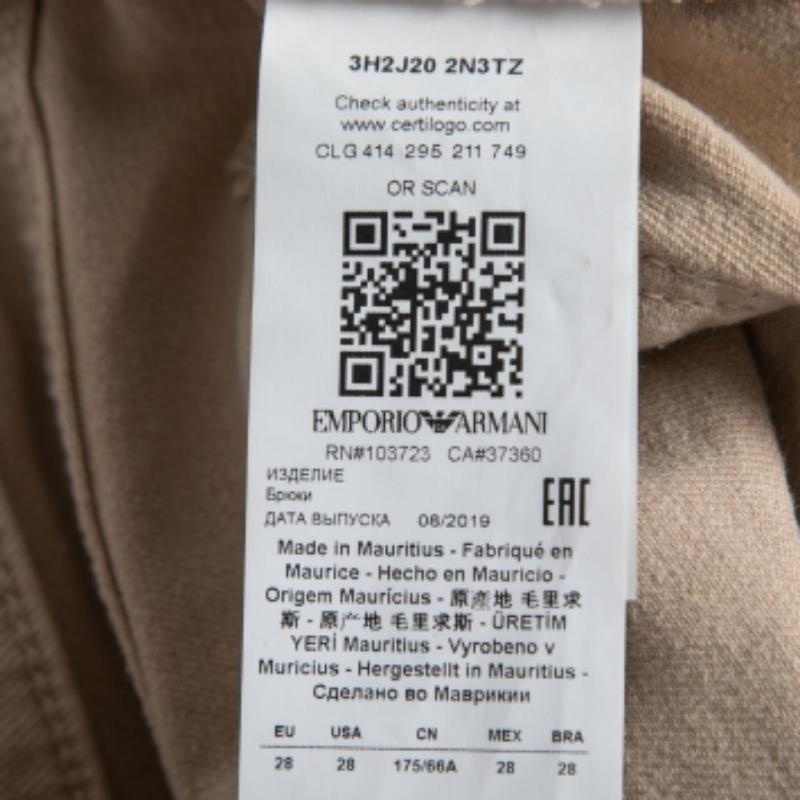 3H2J20 2N3TZ
Check authenticity at
www.certilogo.com
CLG 414 295 211 749
OR SCAN
EMPORIO ARMANI
RN#103723 CA#37360
ИЗДЕЛИЕ
Брюки
ДАТА ВЫПУСКА 08/2019
EAC
Made in Mauritius - Fabriqué en
Maurice - Hecho en Mauricio -
Origem Maurícius - 原產地 毛里求
斯 - 原产地 毛里求斯 - ÜRETİM
YERİ Mauritius - Vyrobeno v
Muricius - Hergestellt in Mauritius -
Сделано во Маврикии
EU USA CN MEX BRA
28 28 175/66A 28 28